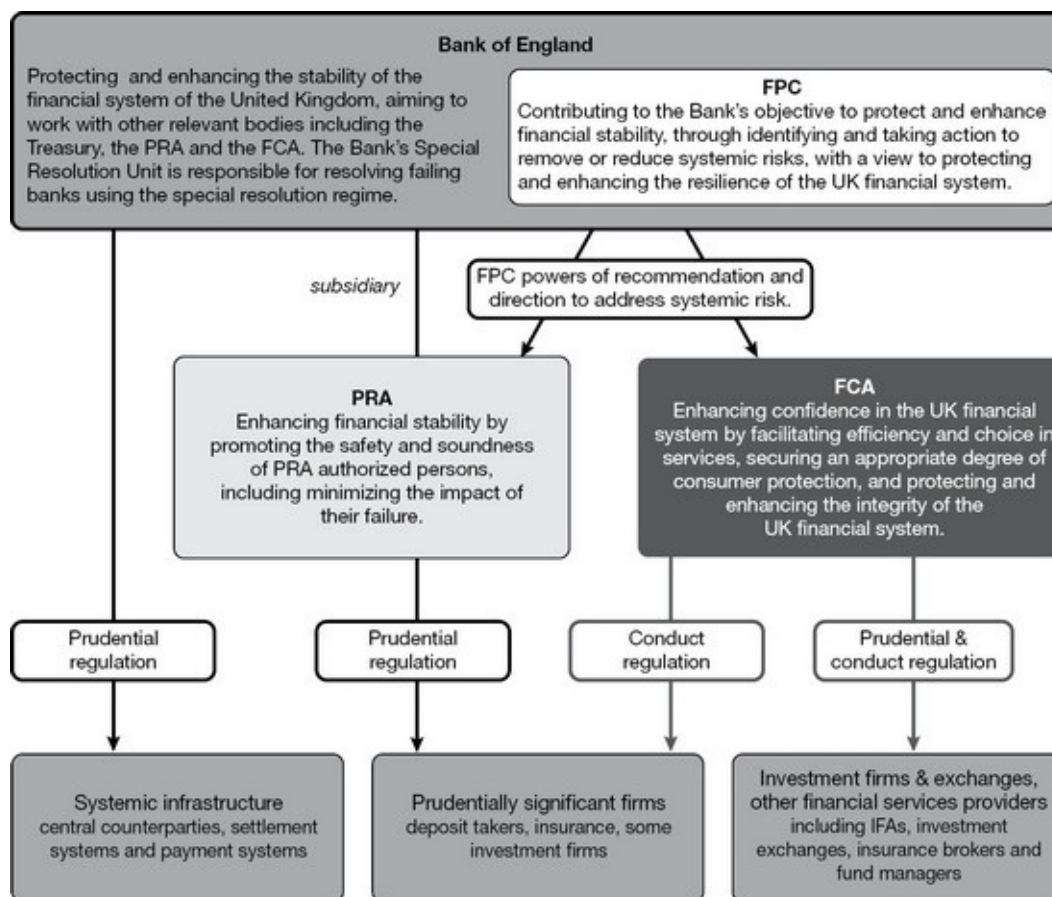 Bank of England
Protecting and enhancing the stability of the
financial system of the United Kingdom, aiming to
work with other relevant bodies including the
Treasury, the PRA and the FCA. The Bank's Special
Resolution Unit is responsible for resolving failing
banks using the special resolution regime.
FPC
Contributing to the Bank's objective to protect and enhance
financial stability, through identifying and taking action to
remove or reduce systemic risks, with a view to protecting
and enhancing the resilience of the UK financial system.
subsidiary
FPC powers of recommendation and
direction to address systemic risk.
PRA
Enhancing financial stability by
promoting the safety and soundness
of PRA authorized persons,
including minimizing the impact of
their failure.
FCA
Enhancing confidence in the UK financial
system by facilitating efficiency and choice in
services, securing an appropriate degree of
consumer protection, and protecting and
enhancing the integrity of the
UK financial system.
Prudential
regulation
Prudential
regulation
Conduct
regulation
Prudential &
conduct regulation
Systemic infrastructure
central counterparties, settlement
systems and payment systems
Prudentially significant firms
deposit takers, insurance, some
investment firms
Investment firms & exchanges,
other financial services providers
including IFAs, investment
exchanges, insurance brokers and
fund managers